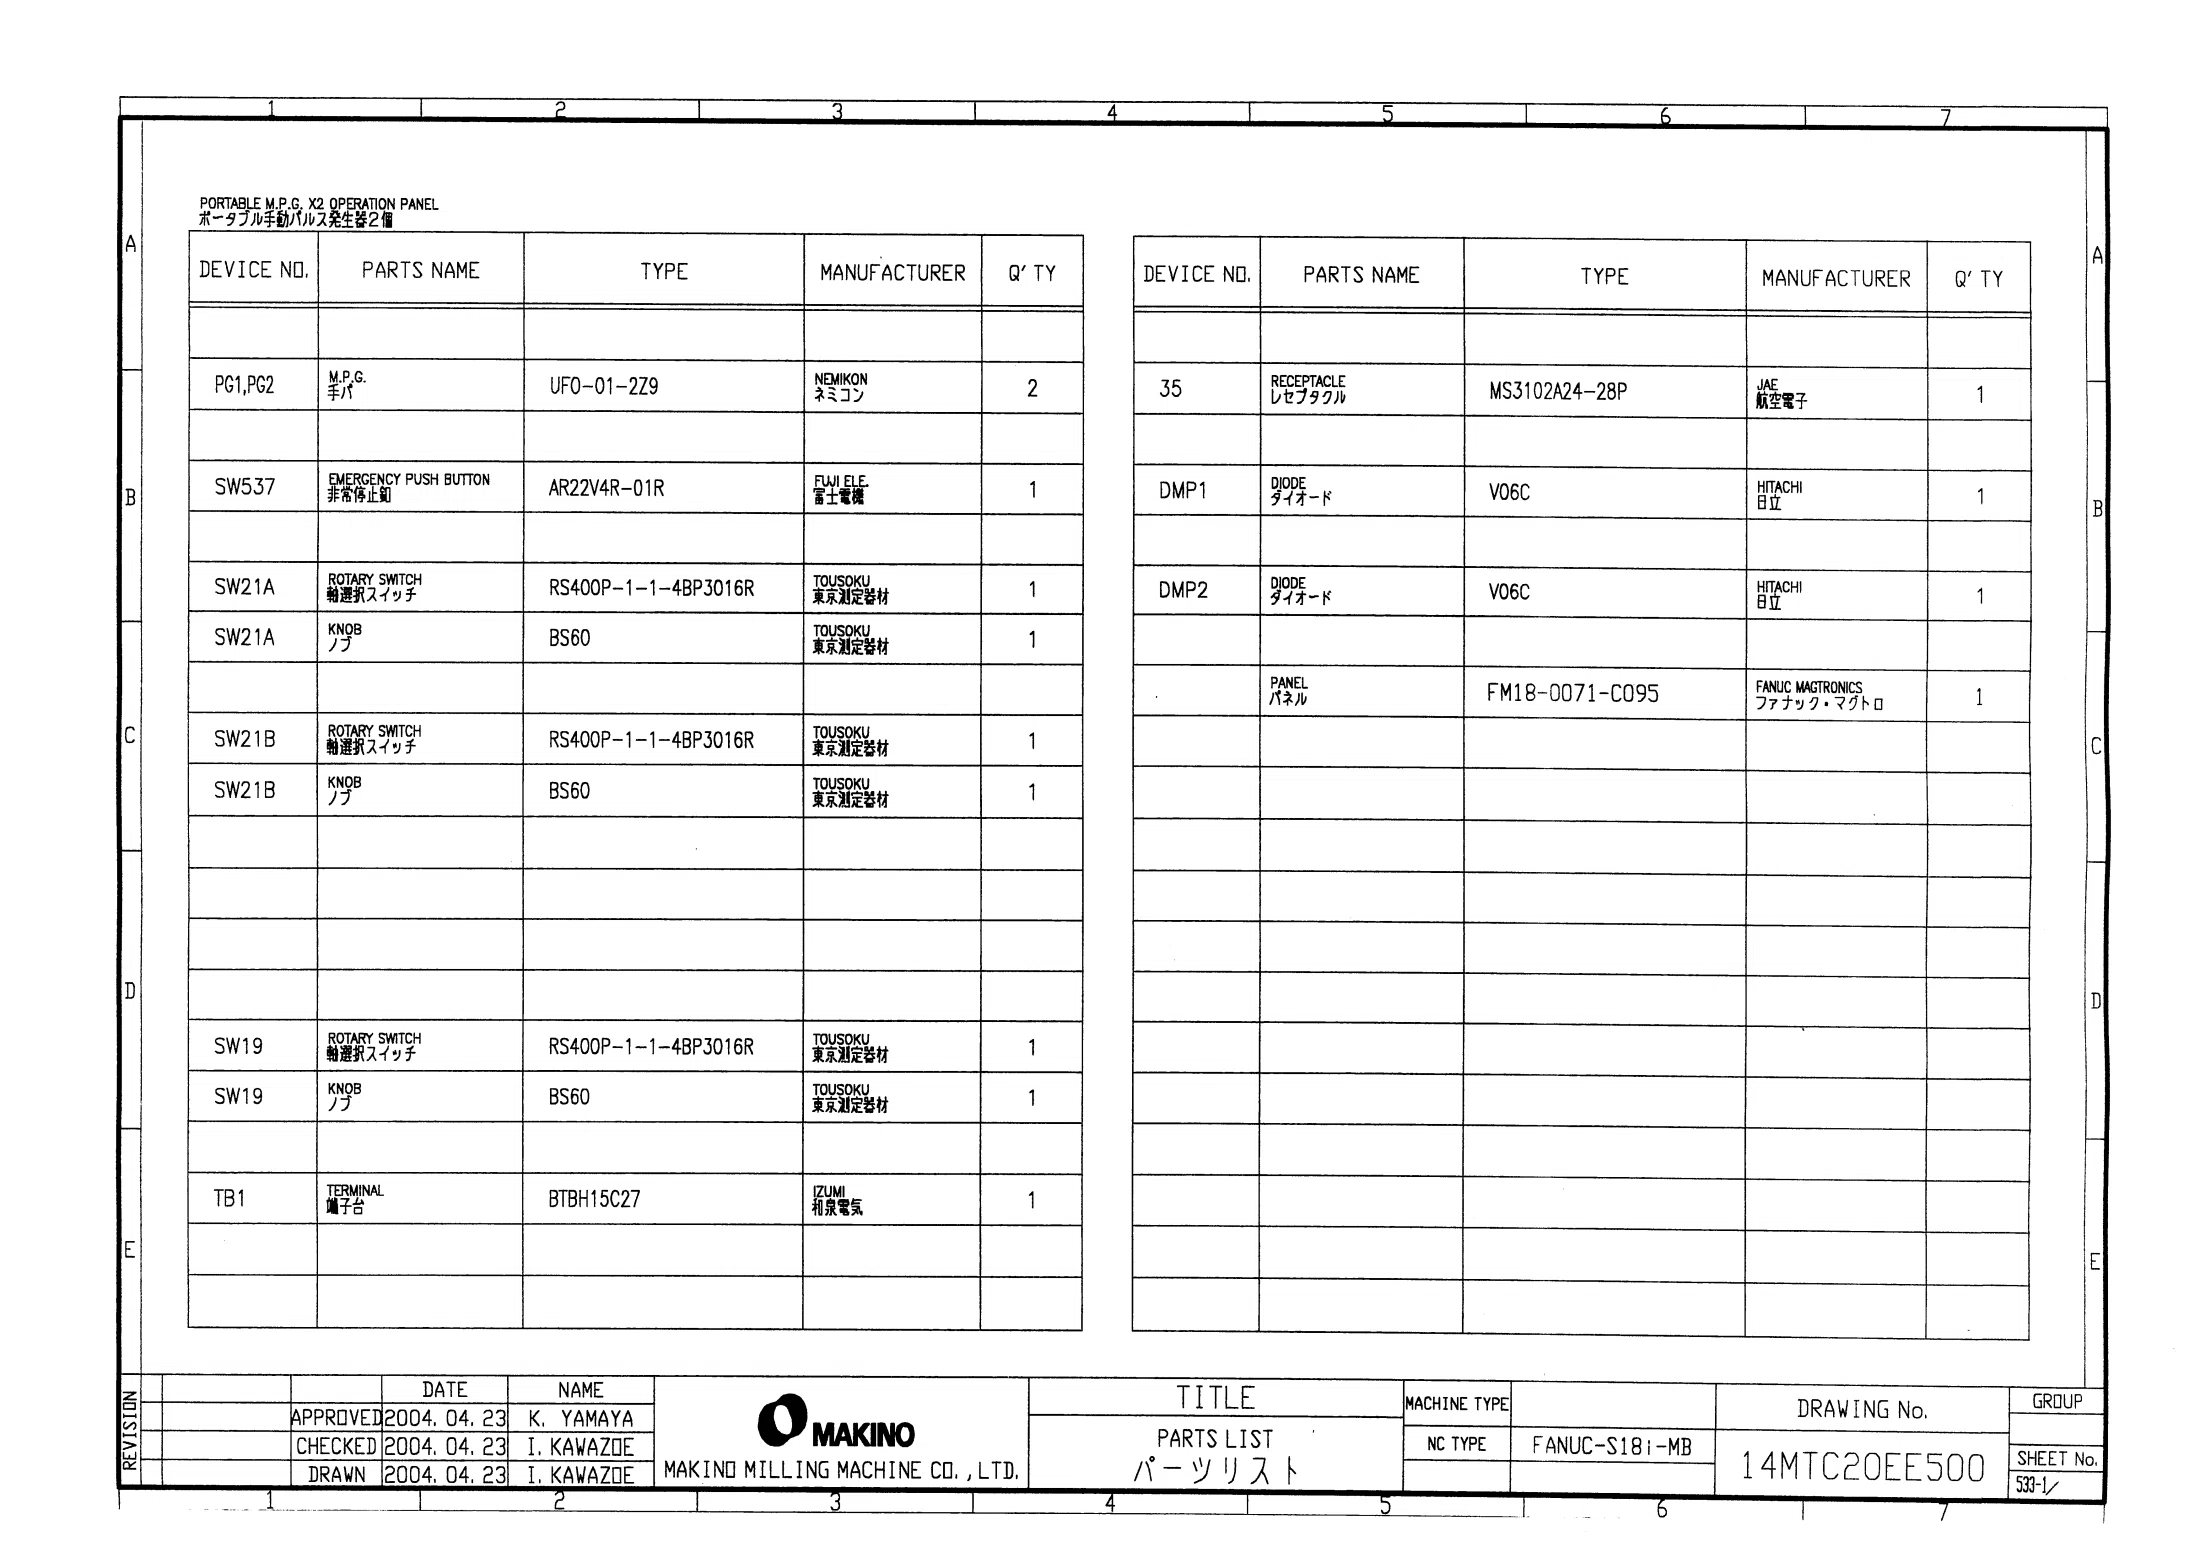 1 2 3 4 5 6 7
PORTABLE M.P.G. X2 OPERATION PANEL
ポータブル手動パルス発生器2個
DEVICE NO. PARTS NAME TYPE MANUFACTURER Q'TY
PG1,PG2 M.P.G. UFO-01-2Z9 NEMIKON 2
手パ ネミコン
SW537 EMERGENCY PUSH BUTTON AR22V4R-01R FUJI ELE. 1
非常停止釦 富士電機
SW21A ROTARY SWITCH RS400P-1-1-4BP3016R TOUSOKU 1
軸選択スイッチ 東京測定器材
SW21A KNOB BS60 TOUSOKU 1
ノブ 東京測定器材
SW21B ROTARY SWITCH RS400P-1-1-4BP3016R TOUSOKU 1
軸選択スイッチ 東京測定器材
SW21B KNOB BS60 TOUSOKU 1
ノブ 東京測定器材
SW19 ROTARY SWITCH RS400P-1-1-4BP3016R TOUSOKU 1
軸選択スイッチ 東京測定器材
SW19 KNOB BS60 TOUSOKU 1
ノブ 東京測定器材
TB1 TERMINAL BTBH15C27 IZUMI 1
端子台 和泉電気
DEVICE NO. PARTS NAME TYPE MANUFACTURER Q'TY
35 RECEPTACLE MS3102A24-28P JAE 1
レセプタクル 航空電子
DMP1 DIODE V06C HITACHI 1
ダイオード 日立
DMP2 DIODE V06C HITACHI 1
ダイオード 日立
PANEL FM18-0071-C095 FANUC MAGTRONICS 1
パネル ファナック・マグトロ
A A
B B
C C
D D
E E
REVISION
DATE NAME
APPROVED 2004. 04. 23 K. YAMAYA
CHECKED 2004. 04. 23 I. KAWAZOE
DRAWN 2004. 04. 23 I. KAWAZOE
MAKINO
MAKINO MILLING MACHINE CO.,LTD.
TITLE
PARTS LIST
パーツリスト
MACHINE TYPE
NC TYPE FANUC-S18i-MB
DRAWING No.
14MTC20EE500
GROUP
SHEET No.
533-1/
1 2 3 4 5 6 7